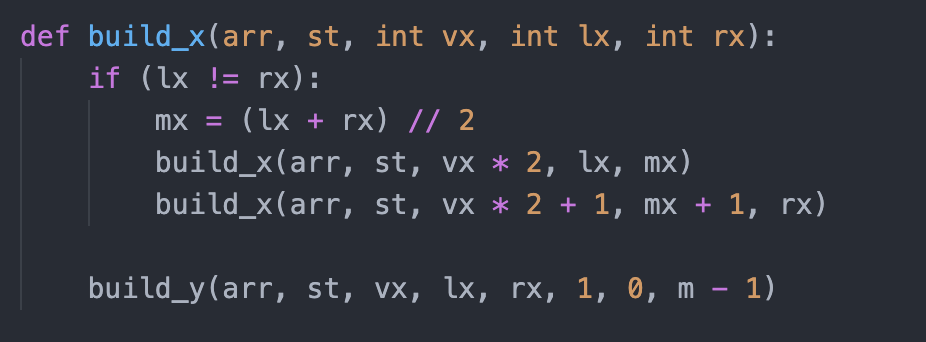 def build_x(arr, st, int vx, int lx, int rx):
    if (lx != rx):
        mx = (lx + rx) // 2
        build_x(arr, st, vx * 2, lx, mx)
        build_x(arr, st, vx * 2 + 1, mx + 1, rx)

    build_y(arr, st, vx, lx, rx, 1, 0, m - 1)